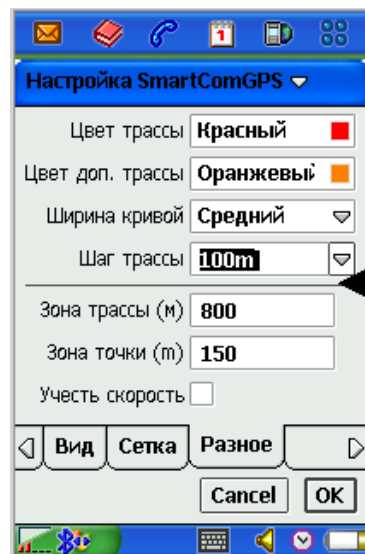 1
Настройка SmartComGPS
Цвет трассы Красный
Цвет доп. трассы Оранжевый
Ширина кривой Средний
Шаг трассы 100m
Зона трассы (м) 800
Зона точки (m) 150
Учесть скорость
Вид Сетка Разное
Cancel OK